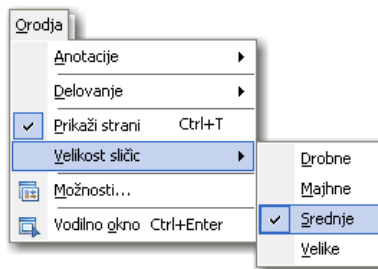 Orodja
Anotacije
Delovanje
Prikaži strani Ctrl+T
Velikost sličic
Možnosti...
Vodilno okno Ctrl+Enter
Drobne
Majhne
Srednje
Velike